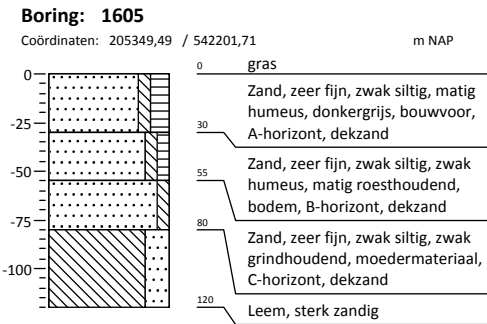 Boring: 1605
Coördinaten: 205349,49 / 542201,71 m NAP
0
-25
-50
-75
-100
0 gras
Zand, zeer fijn, zwak siltig, matig
humeus, donkergrijs, bouwvoor,
A-horizont, dekzand
30
Zand, zeer fijn, zwak siltig, zwak
humeus, matig roesthoudend,
bodem, B-horizont, dekzand
55
Zand, zeer fijn, zwak siltig, zwak
grindhoudend, moedermateriaal,
C-horizont, dekzand
80
120 Leem, sterk zandig